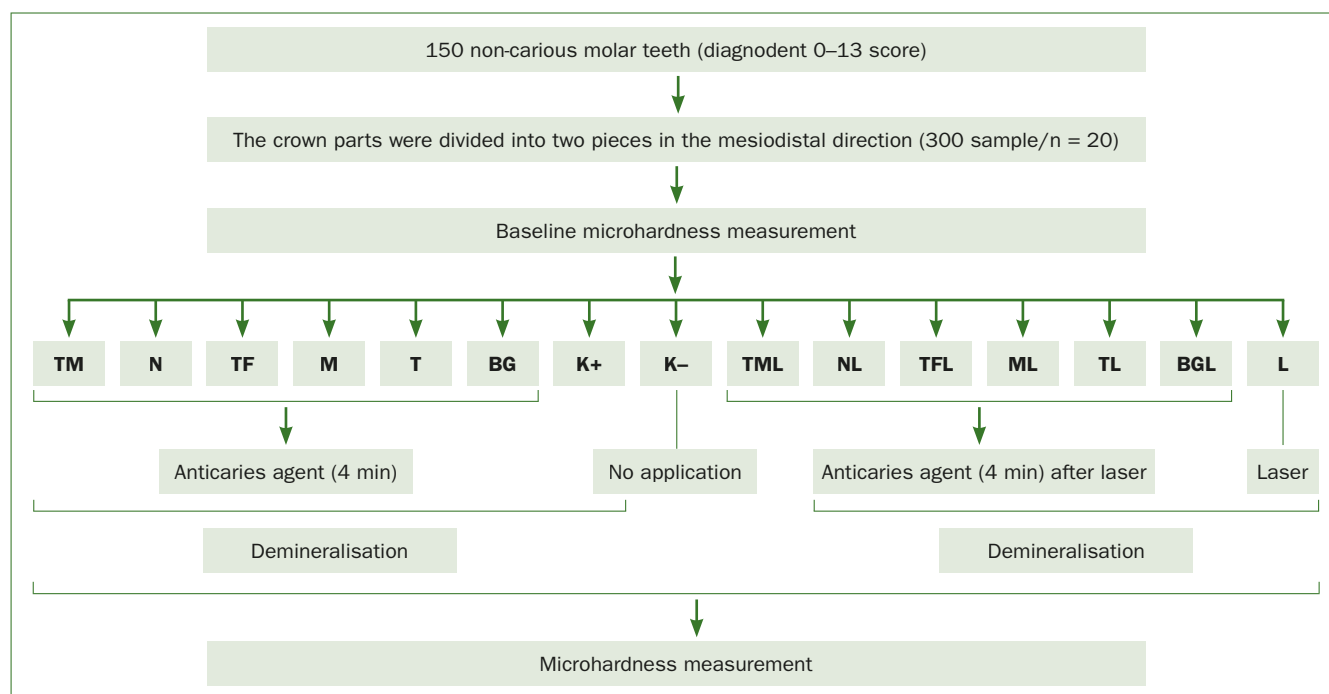 150 non-carious molar teeth (diagnodent 0–13 score)
The crown parts were divided into two pieces in the mesiodistal direction (300 sample/n = 20)
Baseline microhardness measurement
TM N TF M T BG K+ K– TML NL TFL ML TL BGL L
Anticaries agent (4 min) No application Anticaries agent (4 min) after laser Laser
Demineralisation Demineralisation
Microhardness measurement